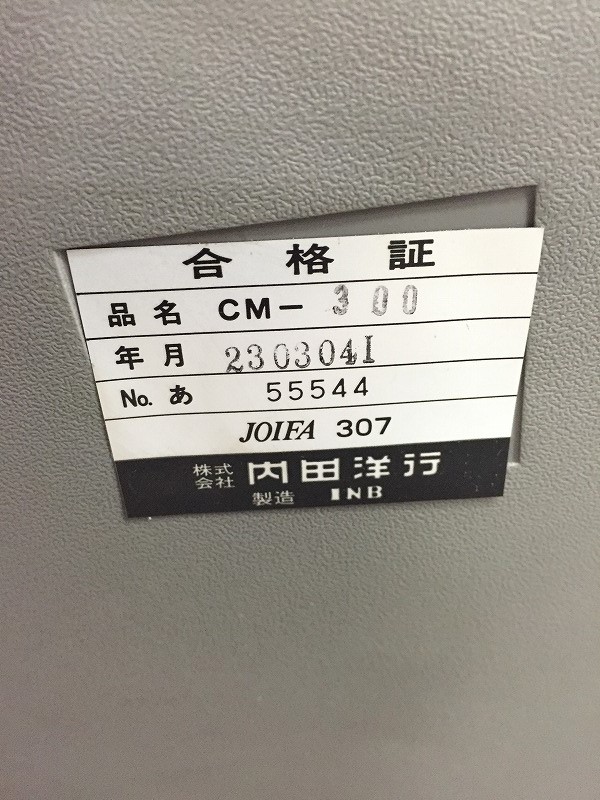 合格証
品名 CM- 300
年月 2303041
No. あ 55544
JOIFA 307
株式会社 内田洋行
製造 INB